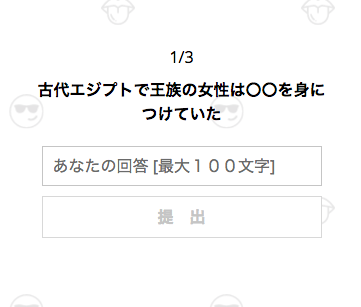 1/3
古代エジプトで王族の女性は〇〇を身に
つけていた
あなたの回答 [最大１００文字]
提　出